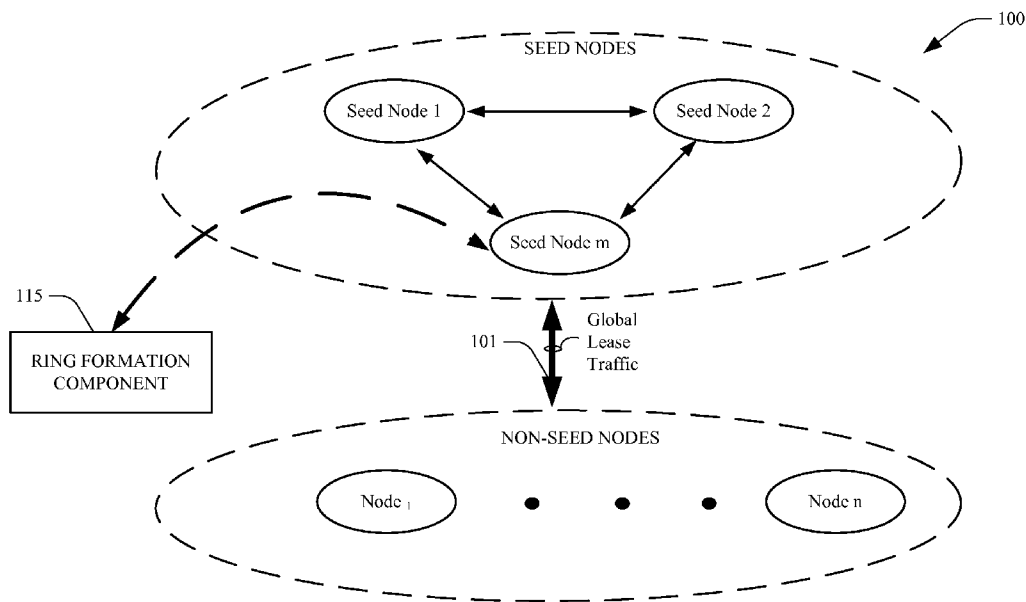 100
SEED NODES
Seed Node 1
Seed Node 2
Seed Node m
115
RING FORMATION
COMPONENT
101
Global
Lease
Traffic
NON-SEED NODES
Node 1
Node n